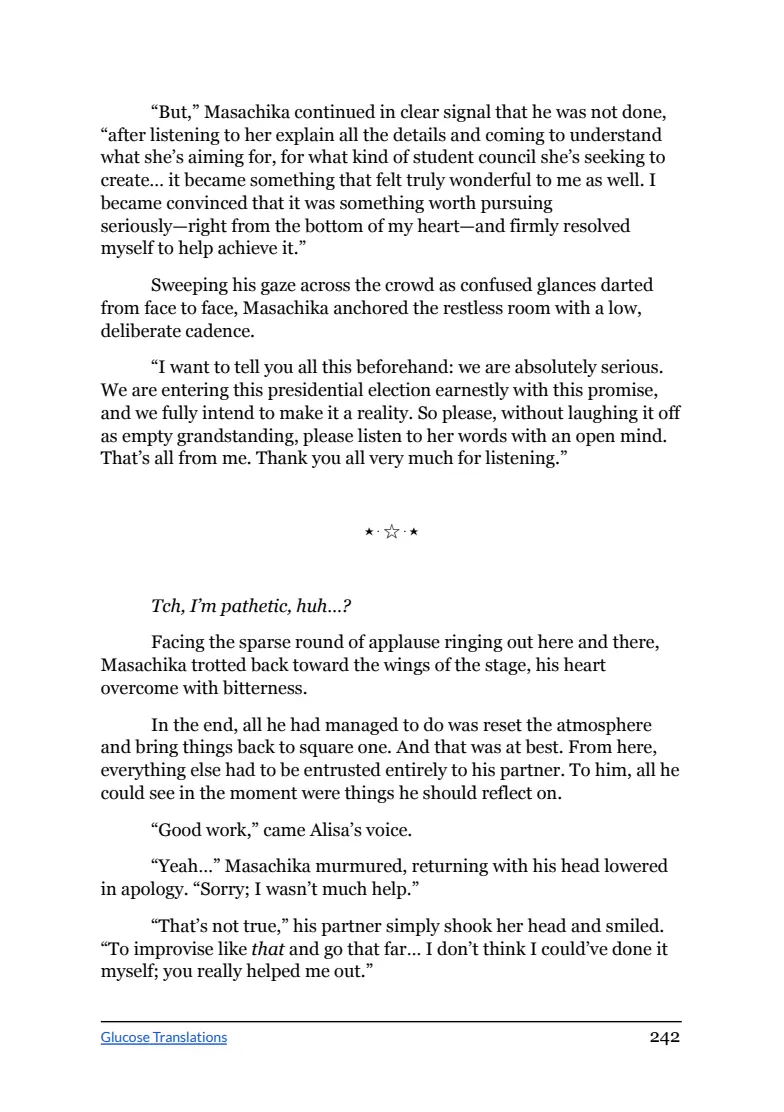 “But,” Masachika continued in clear signal that he was not done,
“after listening to her explain all the details and coming to understand
what she’s aiming for, for what kind of student council she’s seeking to
create… it became something that felt truly wonderful to me as well. I
became convinced that it was something worth pursuing
seriously—right from the bottom of my heart—and firmly resolved
myself to help achieve it.”
Sweeping his gaze across the crowd as confused glances darted
from face to face, Masachika anchored the restless room with a low,
deliberate cadence.
“I want to tell you all this beforehand: we are absolutely serious.
We are entering this presidential election earnestly with this promise,
and we fully intend to make it a reality. So please, without laughing it off
as empty grandstanding, please listen to her words with an open mind.
That’s all from me. Thank you all very much for listening.”
⋆·☆·⋆
Tch, I’m pathetic, huh…?
Facing the sparse round of applause ringing out here and there,
Masachika trotted back toward the wings of the stage, his heart
overcome with bitterness.
In the end, all he had managed to do was reset the atmosphere
and bring things back to square one. And that was at best. From here,
everything else had to be entrusted entirely to his partner. To him, all he
could see in the moment were things he should reflect on.
“Good work,” came Alisa’s voice.
“Yeah…” Masachika murmured, returning with his head lowered
in apology. “Sorry; I wasn’t much help.”
“That’s not true,” his partner simply shook her head and smiled.
“To improvise like that and go that far… I don’t think I could’ve done it
myself; you really helped me out.”
Glucose Translations 242